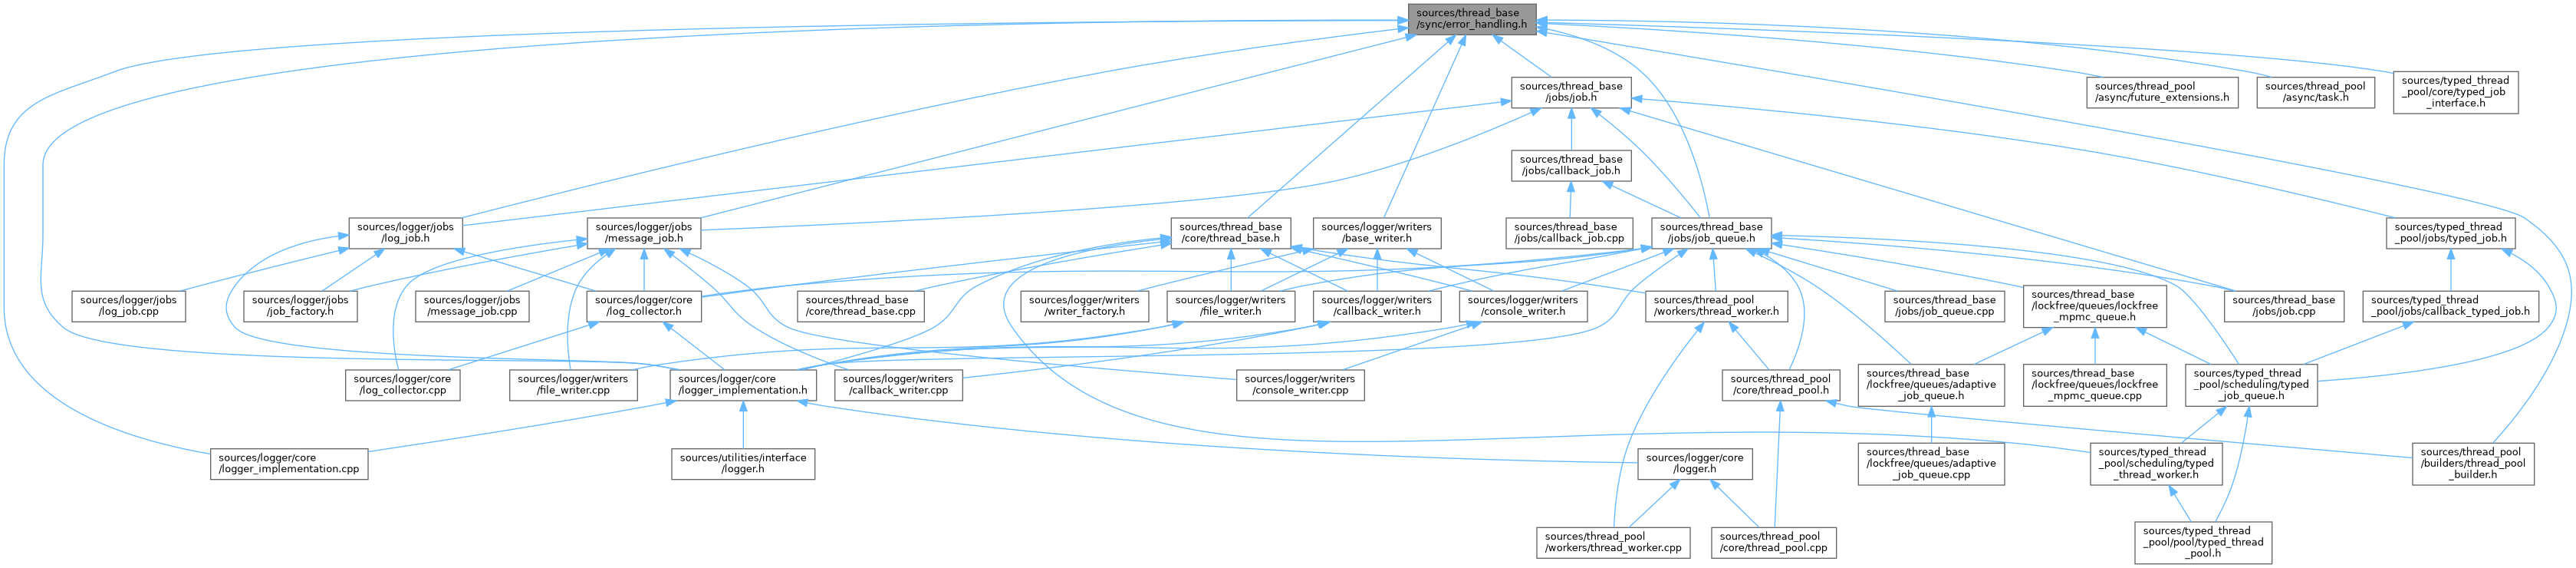 sources/thread_base
/sync/error_handling.h
sources/thread_base
/jobs/job.h
sources/thread_pool
/async/future_extensions.h
sources/thread_pool
/async/task.h
sources/typed_thread
_pool/core/typed_job
_interface.h
sources/thread_base
/jobs/callback_job.h
sources/logger/jobs
/log_job.h
sources/logger/jobs
/message_job.h
sources/thread_base
/core/thread_base.h
sources/logger/writers
/base_writer.h
sources/thread_base
/jobs/callback_job.cpp
sources/thread_base
/jobs/job_queue.h
sources/typed_thread
_pool/jobs/typed_job.h
sources/logger/jobs
/log_job.cpp
sources/logger/jobs
/job_factory.h
sources/logger/jobs
/message_job.cpp
sources/logger/core
/log_collector.h
sources/thread_base
/core/thread_base.cpp
sources/logger/writers
/writer_factory.h
sources/logger/writers
/file_writer.h
sources/logger/writers
/callback_writer.h
sources/logger/writers
/console_writer.h
sources/thread_pool
/workers/thread_worker.h
sources/thread_base
/jobs/job_queue.cpp
sources/thread_base
/lockfree/queues/lockfree
_mpmc_queue.h
sources/thread_base
/jobs/job.cpp
sources/typed_thread
_pool/jobs/callback_typed_job.h
sources/logger/core
/log_collector.cpp
sources/logger/writers
/file_writer.cpp
sources/logger/core
/logger_implementation.h
sources/logger/writers
/callback_writer.cpp
sources/logger/writers
/console_writer.cpp
sources/thread_pool
/core/thread_pool.h
sources/thread_base
/lockfree/queues/adaptive
_job_queue.h
sources/thread_base
/lockfree/queues/lockfree
_mpmc_queue.cpp
sources/typed_thread
_pool/scheduling/typed
_job_queue.h
sources/logger/core
/logger_implementation.cpp
sources/utilities/interface
/logger.h
sources/logger/core
/logger.h
sources/thread_base
/lockfree/queues/adaptive
_job_queue.cpp
sources/typed_thread
_pool/scheduling/typed
_thread_worker.h
sources/thread_pool
/builders/thread_pool
_builder.h
sources/thread_pool
/workers/thread_worker.cpp
sources/thread_pool
/core/thread_pool.cpp
sources/typed_thread
_pool/pool/typed_thread
_pool.h